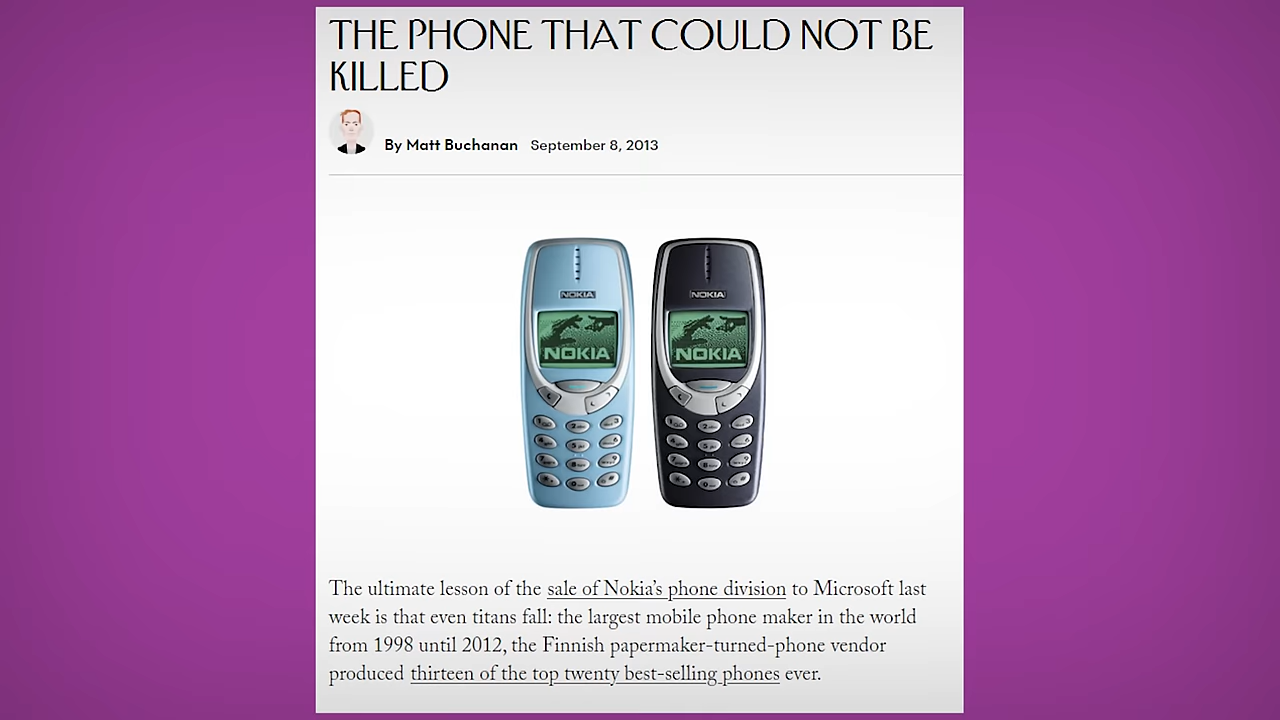 THE PHONE THAT COULD NOT BE
KILLED
By Matt Buchanan September 8, 2013
NOKIA NOKIA
NOKIA NOKIA
The ultimate lesson of the sale of Nokia's phone division to Microsoft last
week is that even titans fall: the largest mobile phone maker in the world
from 1998 until 2012, the Finnish papermaker-turned-phone vendor
produced thirteen of the top twenty best-selling phones ever.